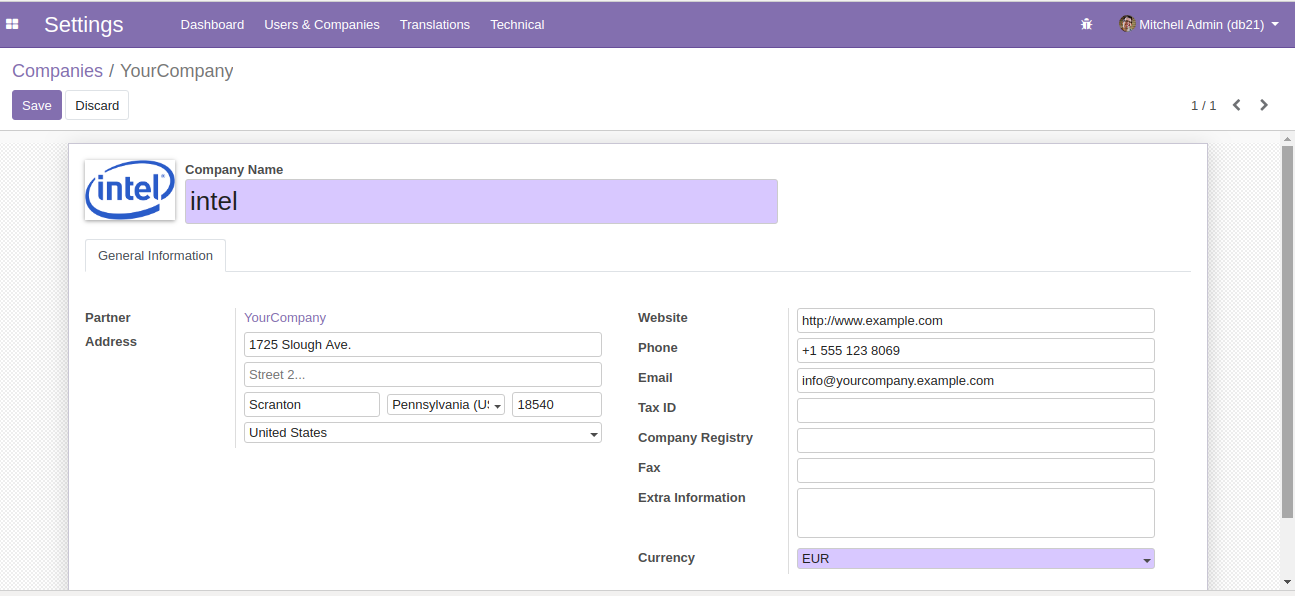 Settings Dashboard Users & Companies Translations Technical Mitchell Admin (db21)
Companies / YourCompany
Save Discard 1 / 1
intel
Company Name
intel
General Information
Partner YourCompany
Address 1725 Slough Ave.
Street 2...
Scranton Pennsylvania (US 18540
United States
Website http://www.example.com
Phone +1 555 123 8069
Email info@yourcompany.example.com
Tax ID
Company Registry
Fax
Extra Information
Currency EUR